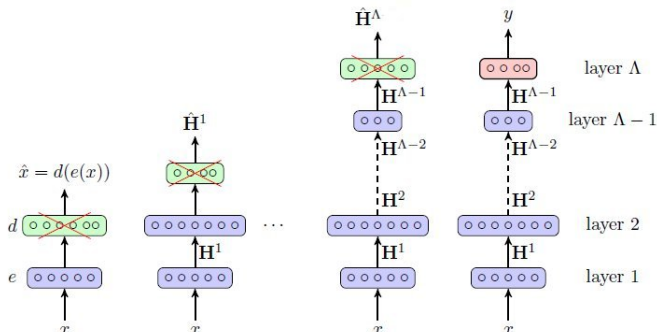 Ĥ^Λ y
layer Λ
H^{Λ−1} H^{Λ−1}
layer Λ − 1
Ĥ^1 H^{Λ−2} H^{Λ−2}
x̂ = d(e(x))
H^2 H^2
d ... layer 2
H^1 H^1 H^1
e layer 1
x x x x